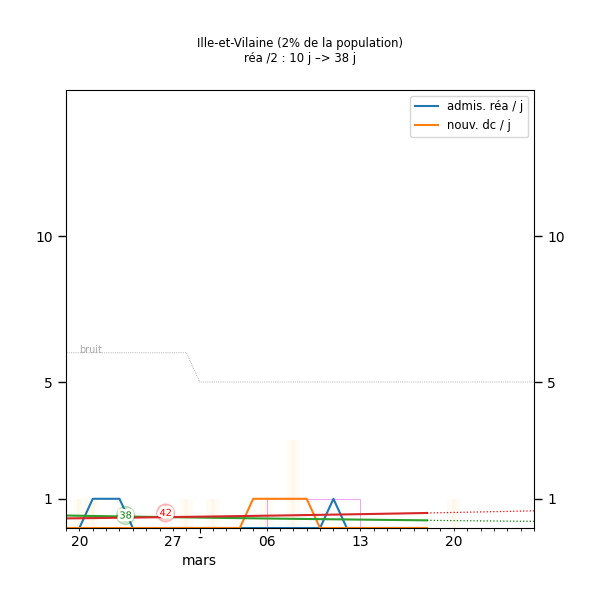 Ille-et-Vilaine (2% de la population)
réa /2 : 10 j –> 38 j
admis. réa / j
nouv. dc / j
10
10
bruit
5
5
1
1
38
42
20
27
-
06
13
20
mars